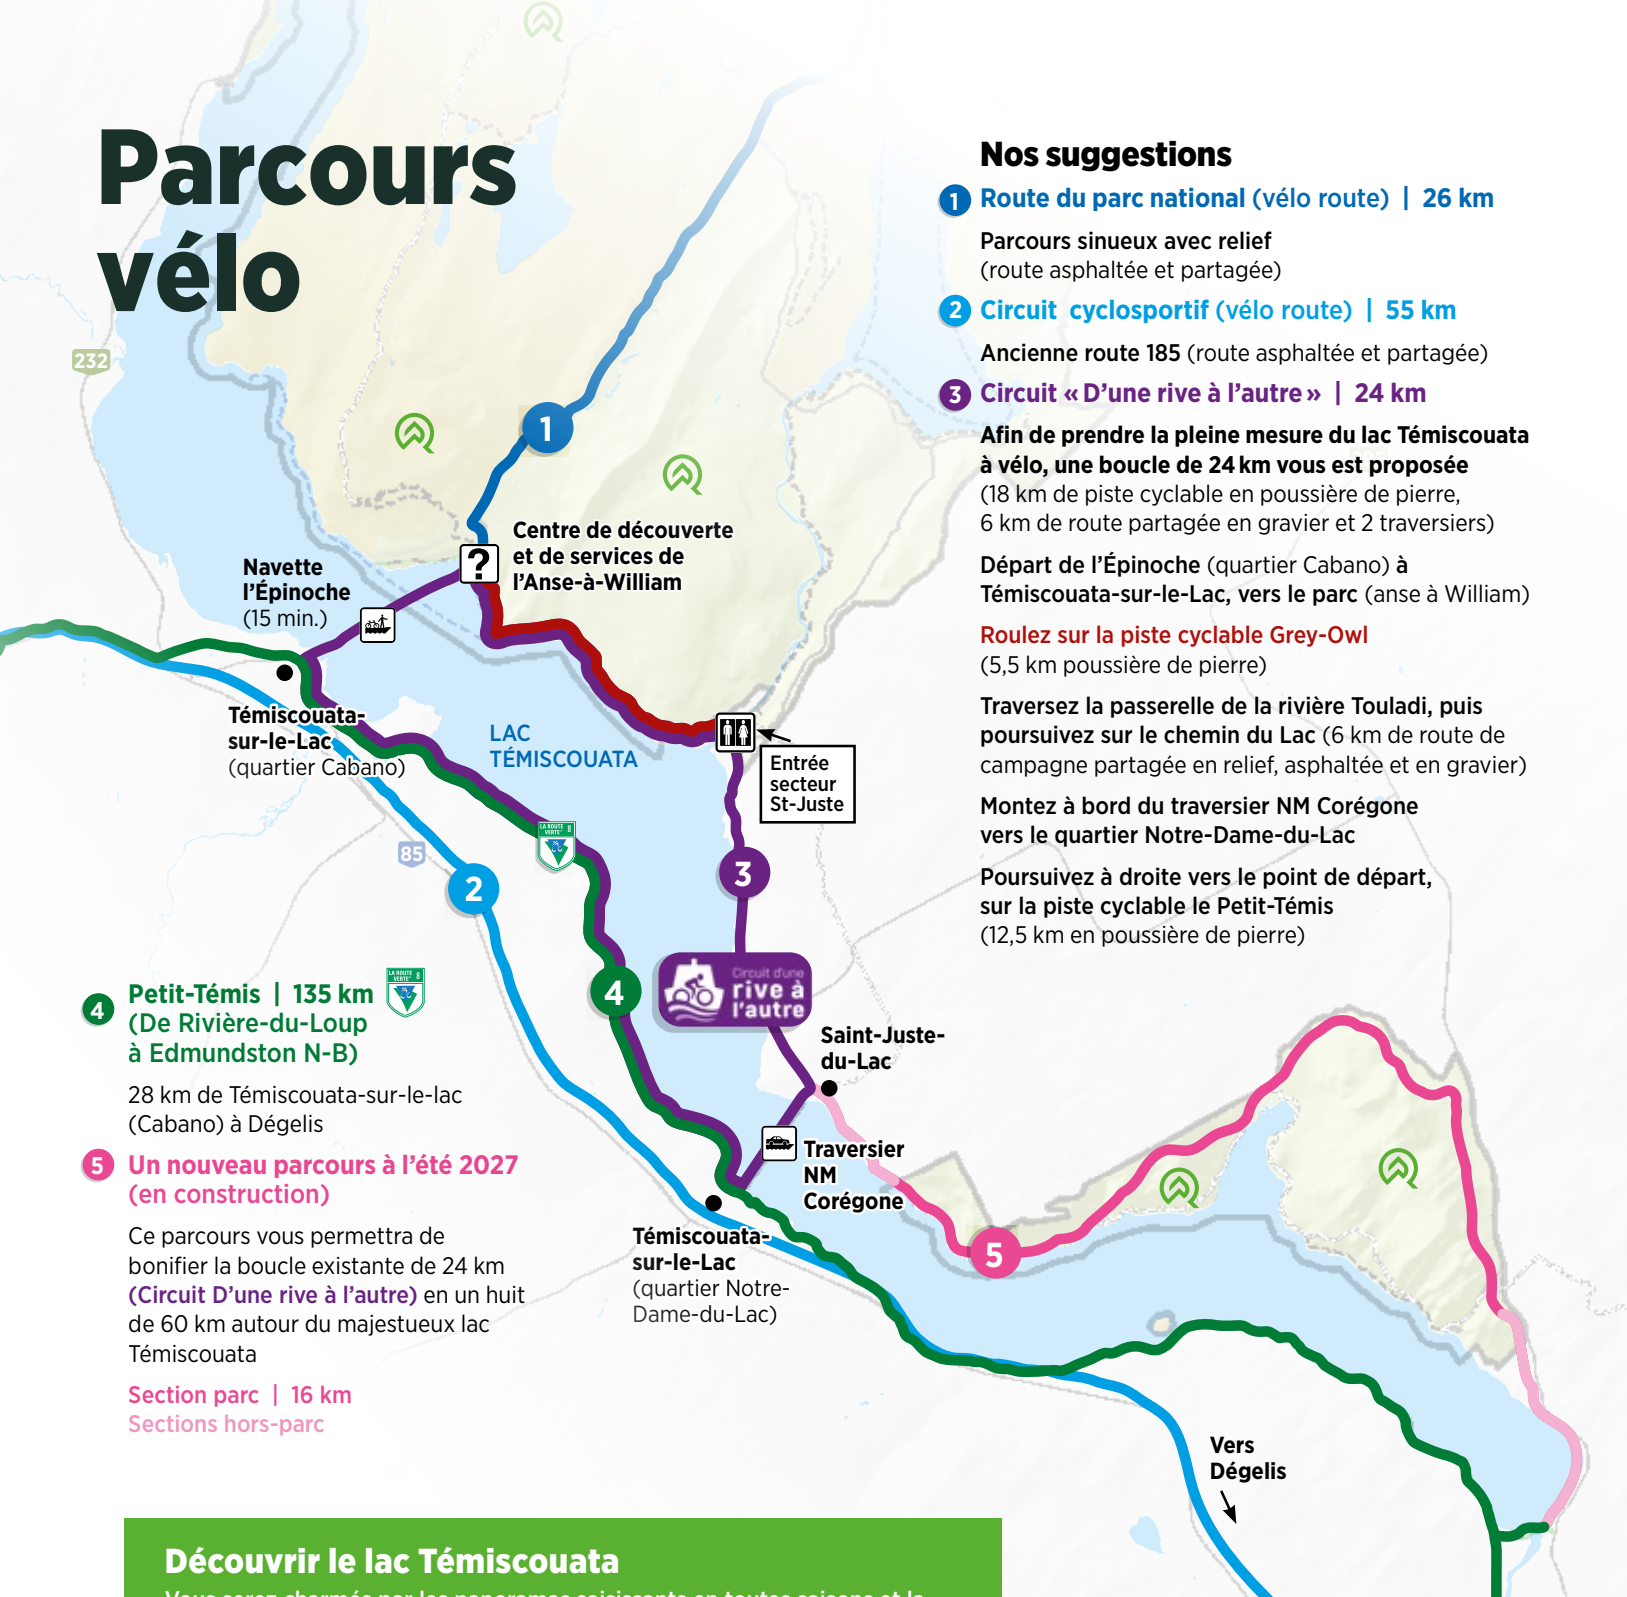 Parcours
vélo
Nos suggestions
1 Route du parc national (vélo route) | 26 km
Parcours sinueux avec relief
(route asphaltée et partagée)
2 Circuit cyclosportif (vélo route) | 55 km
Ancienne route 185 (route asphaltée et partagée)
3 Circuit « D’une rive à l’autre » | 24 km
Afin de prendre la pleine mesure du lac Témiscouata
à vélo, une boucle de 24 km vous est proposée
(18 km de piste cyclable en poussière de pierre,
6 km de route partagée en gravier et 2 traversiers)
Départ de l’Épinoche (quartier Cabano) à
Témiscouata-sur-le-Lac, vers le parc (anse à William)
Roulez sur la piste cyclable Grey-Owl
(5,5 km poussière de pierre)
Traversez la passerelle de la rivière Touladi, puis
poursuivez sur le chemin du Lac (6 km de route de
campagne partagée en relief, asphaltée et en gravier)
Montez à bord du traversier NM Corégone
vers le quartier Notre-Dame-du-Lac
Poursuivez à droite vers le point de départ,
sur la piste cyclable le Petit-Témis
(12,5 km en poussière de pierre)
232
1
Centre de découverte
et de services de
l’Anse-à-William
?
Navette
l’Épinoche
(15 min.)
Témiscouata-
sur-le-Lac
(quartier Cabano)
LAC
TÉMISCOUATA
Entrée
secteur
St-Juste
LA ROUTE
VERTE
8
85
2
3
4
Circuit d’une
rive à
l’autre
Saint-Juste-
du-Lac
Traversier
NM
Corégone
Témiscouata-
sur-le-Lac
(quartier Notre-
Dame-du-Lac)
5
Vers
Dégelis
4 Petit-Témis | 135 km
LA ROUTE
VERTE
8
(De Rivière-du-Loup
à Edmundston N-B)
28 km de Témiscouata-sur-le-lac
(Cabano) à Dégelis
5 Un nouveau parcours à l’été 2027
(en construction)
Ce parcours vous permettra de
bonifier la boucle existante de 24 km
(Circuit D’une rive à l’autre) en un huit
de 60 km autour du majestueux lac
Témiscouata
Section parc | 16 km
Sections hors-parc
Découvrir le lac Témiscouata